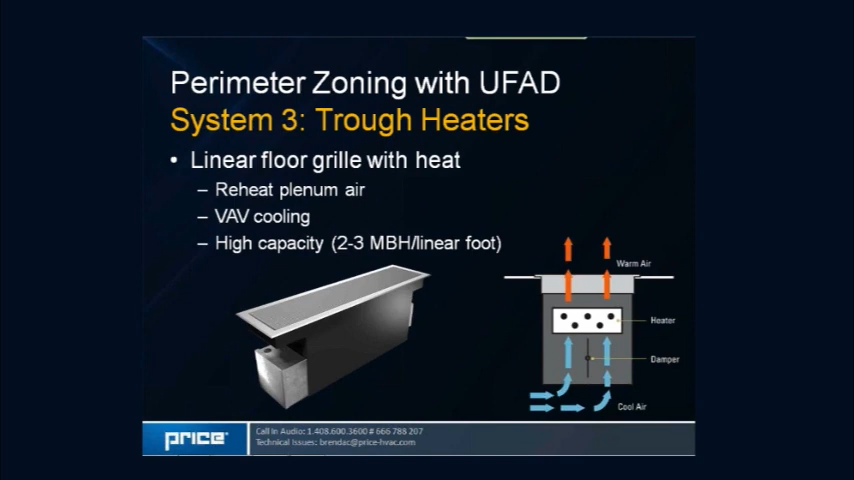 Perimeter Zoning with UFAD
System 3: Trough Heaters
• Linear floor grille with heat
– Reheat plenum air
– VAV cooling
– High capacity (2-3 MBH/linear foot)
Warm Air
Heater
Damper
Cool Air
price
Call In Audio: 1.408.600.3600 # 666 788 207
Technical Issues: brendac@price-hvac.com